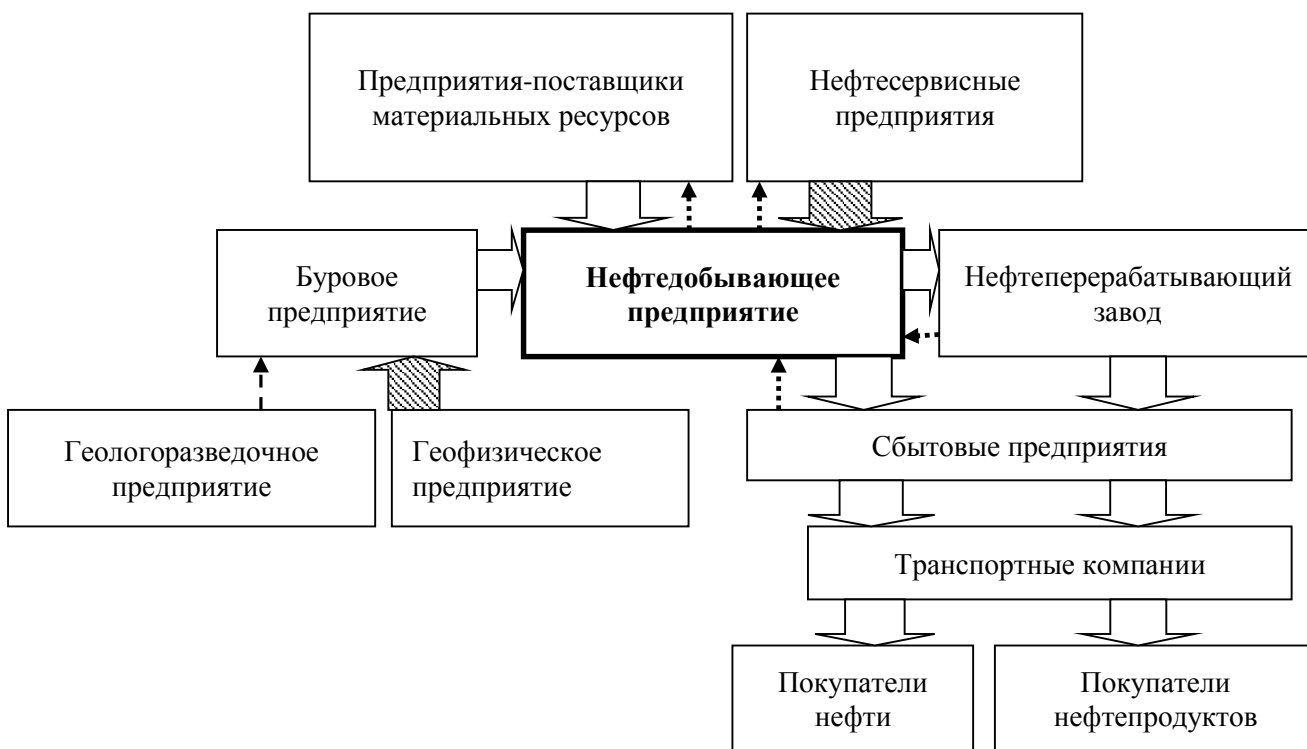 Предприятия-поставщики
материальных ресурсов
Нефтесервисные
предприятия
Буровое
предприятие
Нефтедобывающее
предприятие
Нефтеперерабатывающий
завод
Геологоразведочное
предприятие
Геофизическое
предприятие
Сбытовые предприятия
Транспортные компании
Покупатели
нефти
Покупатели
нефтепродуктов